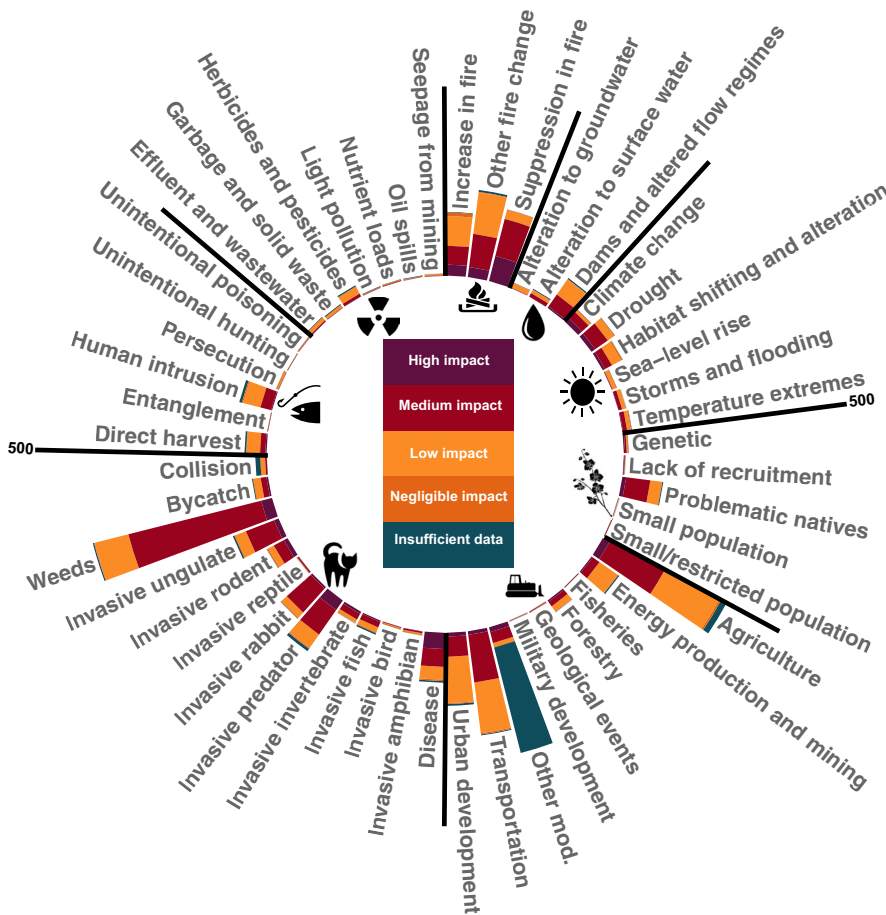 Increase in fire
Other fire change
Suppression in fire
Alteration to groundwater
Alteration to surface water
Dams and altered flow regimes
Climate change
Drought
Habitat shifting and alteration
Sea–level rise
Storms and flooding
Temperature extremes
500
Genetic
Lack of recruitment
Problematic natives
Small population
Small/restricted population
Agriculture
Energy production and mining
Fisheries
Forestry
Geological events
Military development
Other mod.
Transportation
Urban development
Disease
Invasive amphibian
Invasive bird
Invasive fish
Invasive invertebrate
Invasive predator
Invasive rabbit
Invasive reptile
Invasive rodent
Invasive ungulate
Weeds
Bycatch
Collision
500
Direct harvest
Entanglement
Human intrusion
Persecution
Unintentional hunting
Unintentional poisoning
Effluent and wastewater
Garbage and solid waste
Herbicides and pesticides
Light pollution
Nutrient loads
Oil spills
Seepage from mining
High impact
Medium impact
Low impact
Negligible impact
Insufficient data